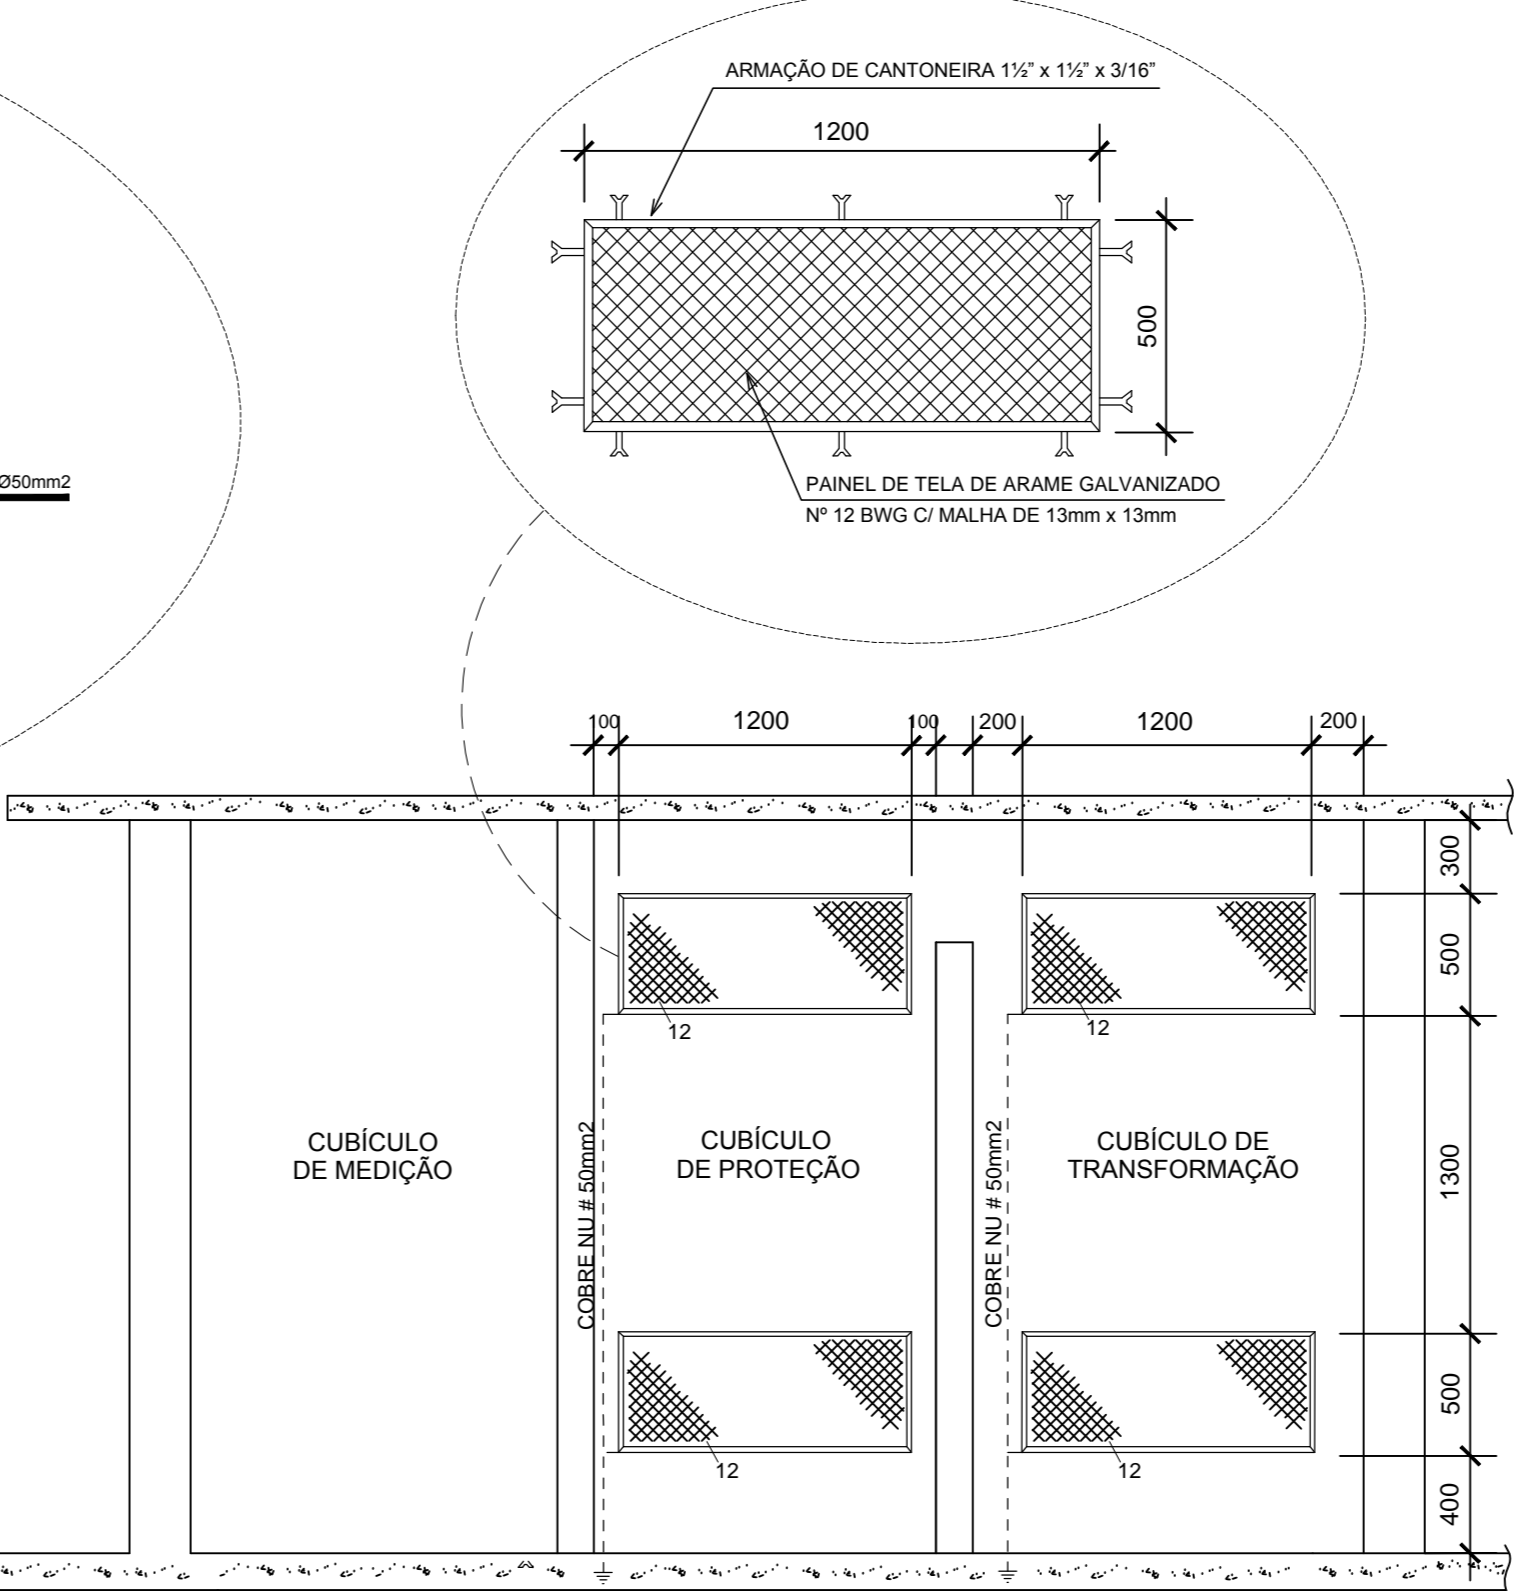 ARMAÇÃO DE CANTONEIRA 1½” x 1½” x 3/16”
1200
500
Ø50mm2
PAINEL DE TELA DE ARAME GALVANIZADO
Nº 12 BWG C/ MALHA DE 13mm x 13mm
100
1200
100
200
1200
200
300
500
12
12
CUBÍCULO
DE MEDIÇÃO
COBRE NU # 50mm2
CUBÍCULO
DE PROTEÇÃO
COBRE NU # 50mm2
CUBÍCULO DE
TRANSFORMAÇÃO
1300
500
12
12
400